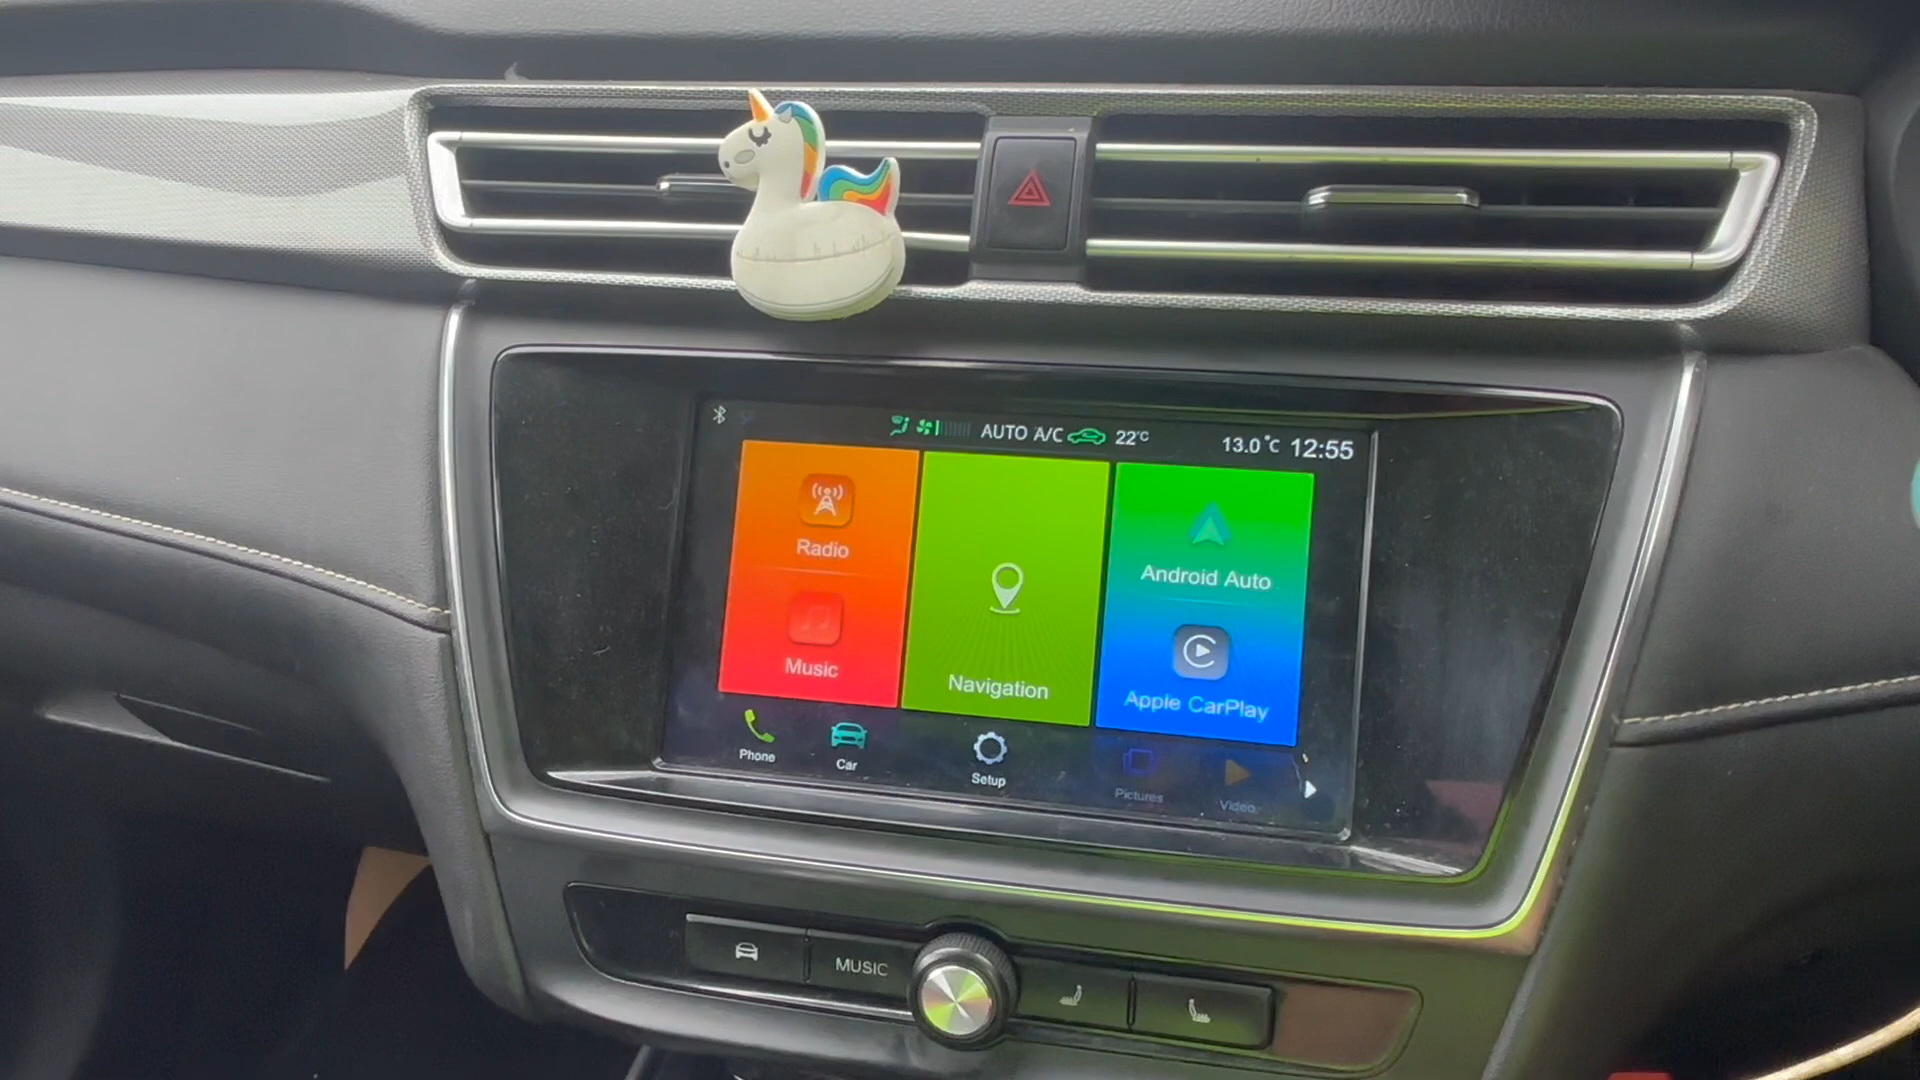 AUTO A/C 22°C 13.0°C 12:55
Radio
Music
Navigation
Android Auto
Apple CarPlay
Phone
Car
Setup
Pictures
Video
MUSIC